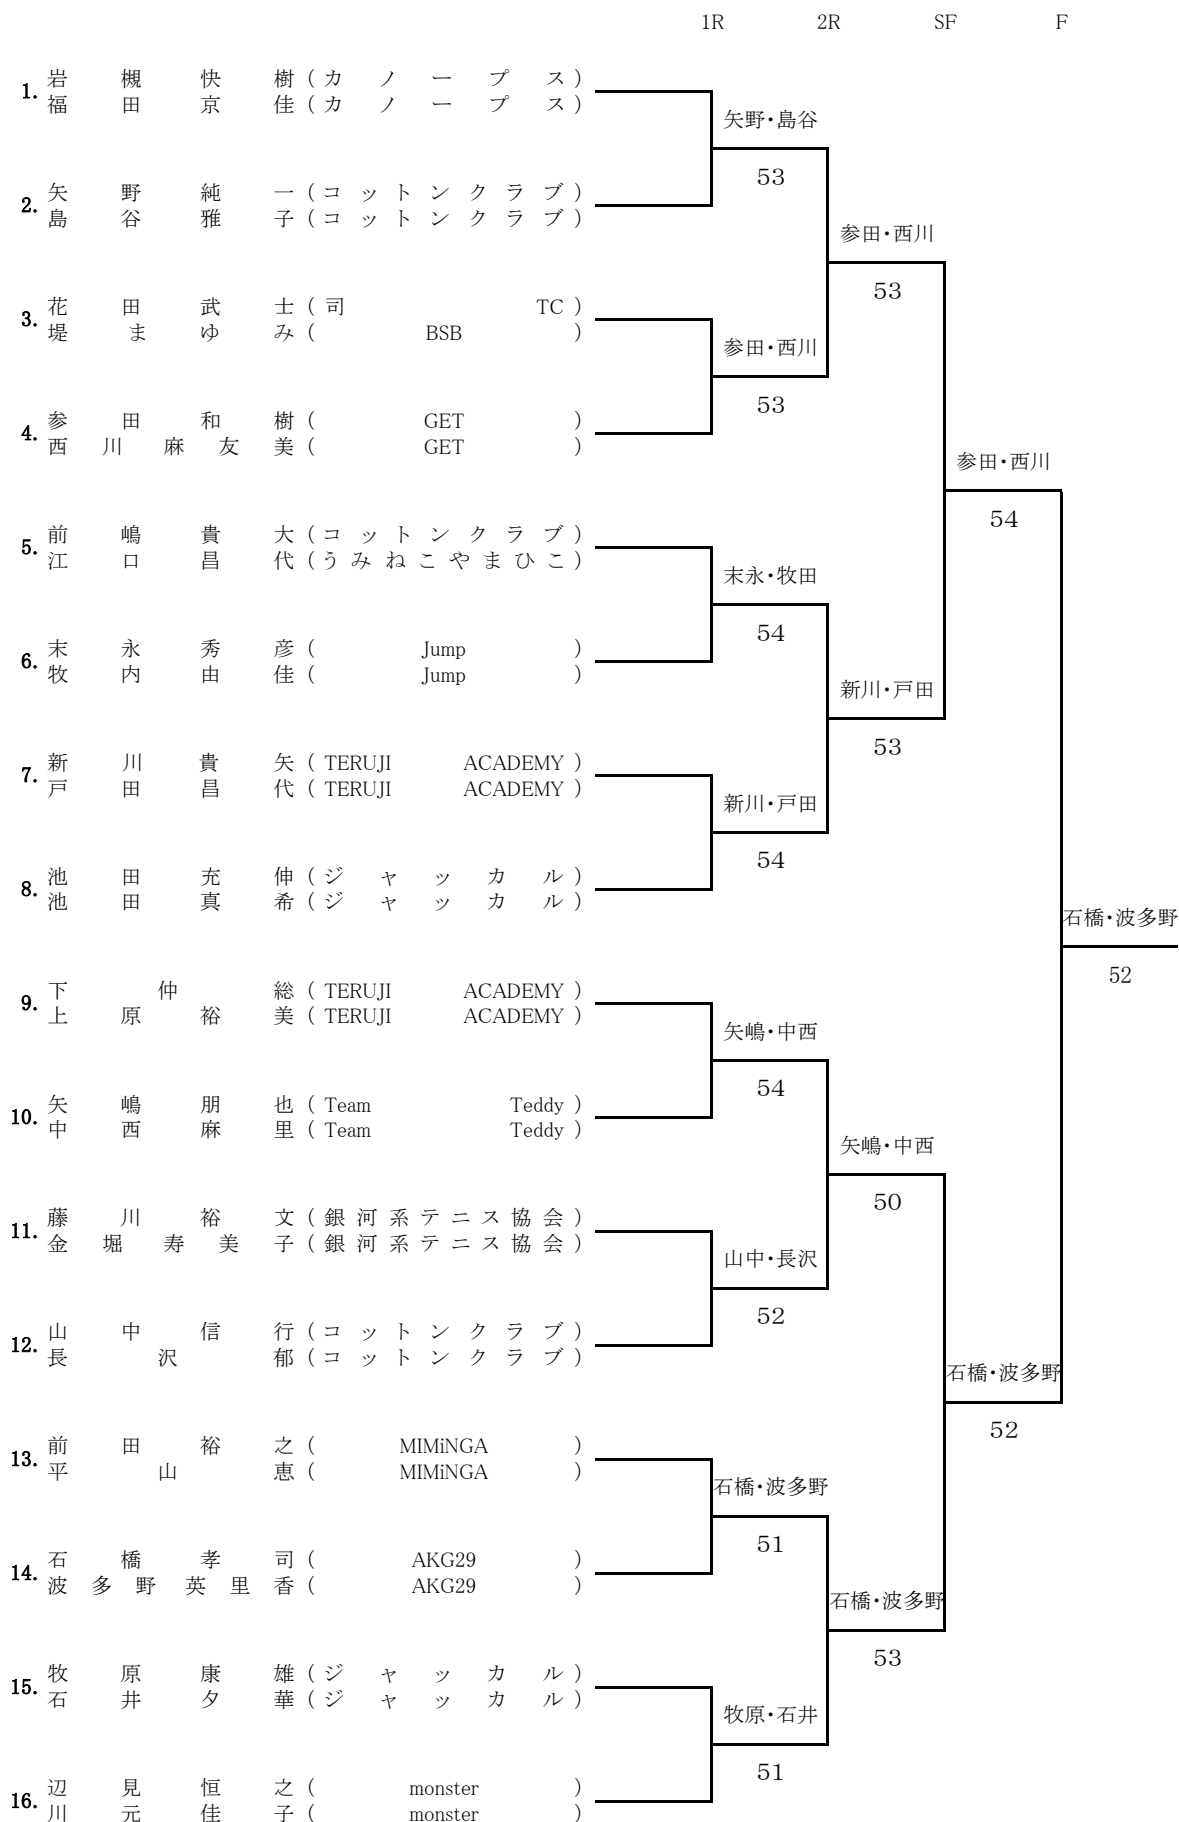 1R 2R SF F
1. 岩槻快樹(カノープス)
福田京佳(カノープス)
矢野・島谷
53
2. 矢野純一(コットンクラブ)
島谷雅子(コットンクラブ)
参田・西川
53
3. 花田武士(司 TC)
堤まゆみ(BSB)
参田・西川
53
4. 参田和樹(GET)
西川麻友美(GET)
参田・西川
54
5. 前嶋貴大(コットンクラブ)
江口昌代(うみねこやまひこ)
末永・牧田
54
6. 末永秀彦(Jump)
牧内由佳(Jump)
新川・戸田
53
7. 新川貴矢(TERUJI ACADEMY)
戸田昌代(TERUJI ACADEMY)
新川・戸田
54
8. 池田充伸(ジャッカル)
池田真希(ジャッカル)
石橋・波多野
52
9. 下仲総(TERUJI ACADEMY)
上原裕美(TERUJI ACADEMY)
矢嶋・中西
54
10. 矢嶋朋也(Team Teddy)
中西麻里(Team Teddy)
矢嶋・中西
50
11. 藤川裕文(銀河系テニス協会)
金堀寿美子(銀河系テニス協会)
山中・長沢
52
12. 山中信行(コットンクラブ)
長沢郁(コットンクラブ)
石橋・波多野
52
13. 前田裕之(MIMiNGA)
平山恵(MIMiNGA)
石橋・波多野
51
14. 石橋孝司(AKG29)
波多野英里香(AKG29)
石橋・波多野
53
15. 牧原康雄(ジャッカル)
石井夕華(ジャッカル)
牧原・石井
51
16. 辺見恒之(monster)
川元佳子(monster)